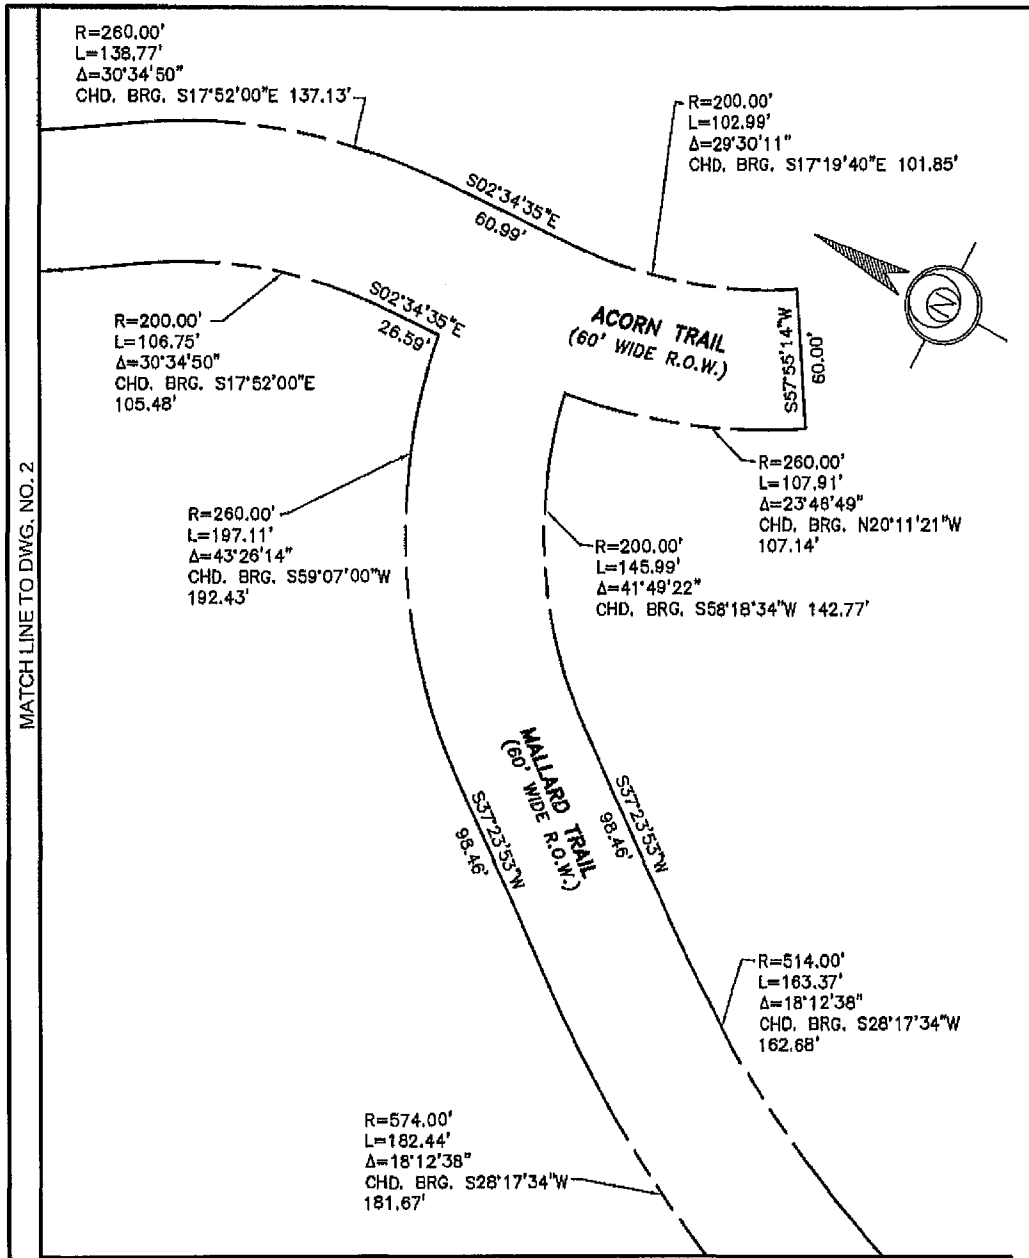 R=260.00'
L=138.77'
Δ=30°34'50"
CHD. BRG. S17°52'00"E 137.13'
R=200.00'
L=102.99'
Δ=29°30'11"
CHD. BRG. S17°19'40"E 101.85'
S02°34'35"E
60.99'
S02°34'35"E
26.59'
R=200.00'
L=106.75'
Δ=30°34'50"
CHD. BRG. S17°52'00"E
105.48'
ACORN TRAIL
(60' WIDE R.O.W.)
S57°55'14"W
60.00'
N
R=260.00'
L=107.91'
Δ=23°46'49"
CHD. BRG. N20°11'21"W
107.14'
MATCH LINE TO DWG. NO. 2
R=260.00'
L=197.11'
Δ=43°26'14"
CHD. BRG. S59°07'00"W
192.43'
R=200.00'
L=145.99'
Δ=41°49'22"
CHD. BRG. S58°18'34"W 142.77'
MALLARD TRAIL
(60' WIDE R.O.W.)
S37°23'53"W
98.46'
S37°23'53"W
98.46'
R=514.00'
L=163.37'
Δ=18°12'38"
CHD. BRG. S28°17'34"W
162.68'
R=574.00'
L=182.44'
Δ=18°12'38"
CHD. BRG. S28°17'34"W
181.67'